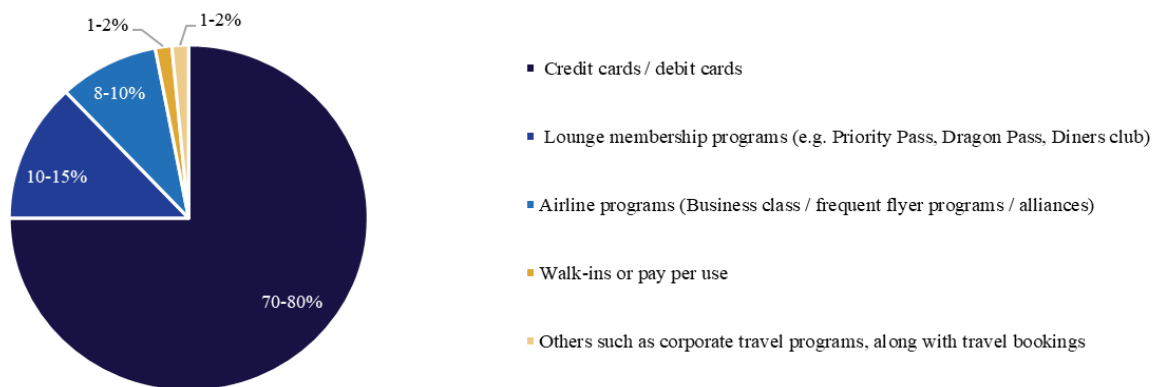 1-2%
1-2%
8-10%
10-15%
70-80%
Credit cards / debit cards
Lounge membership programs (e.g. Priority Pass, Dragon Pass, Diners club)
Airline programs (Business class / frequent flyer programs / alliances)
Walk-ins or pay per use
Others such as corporate travel programs, along with travel bookings